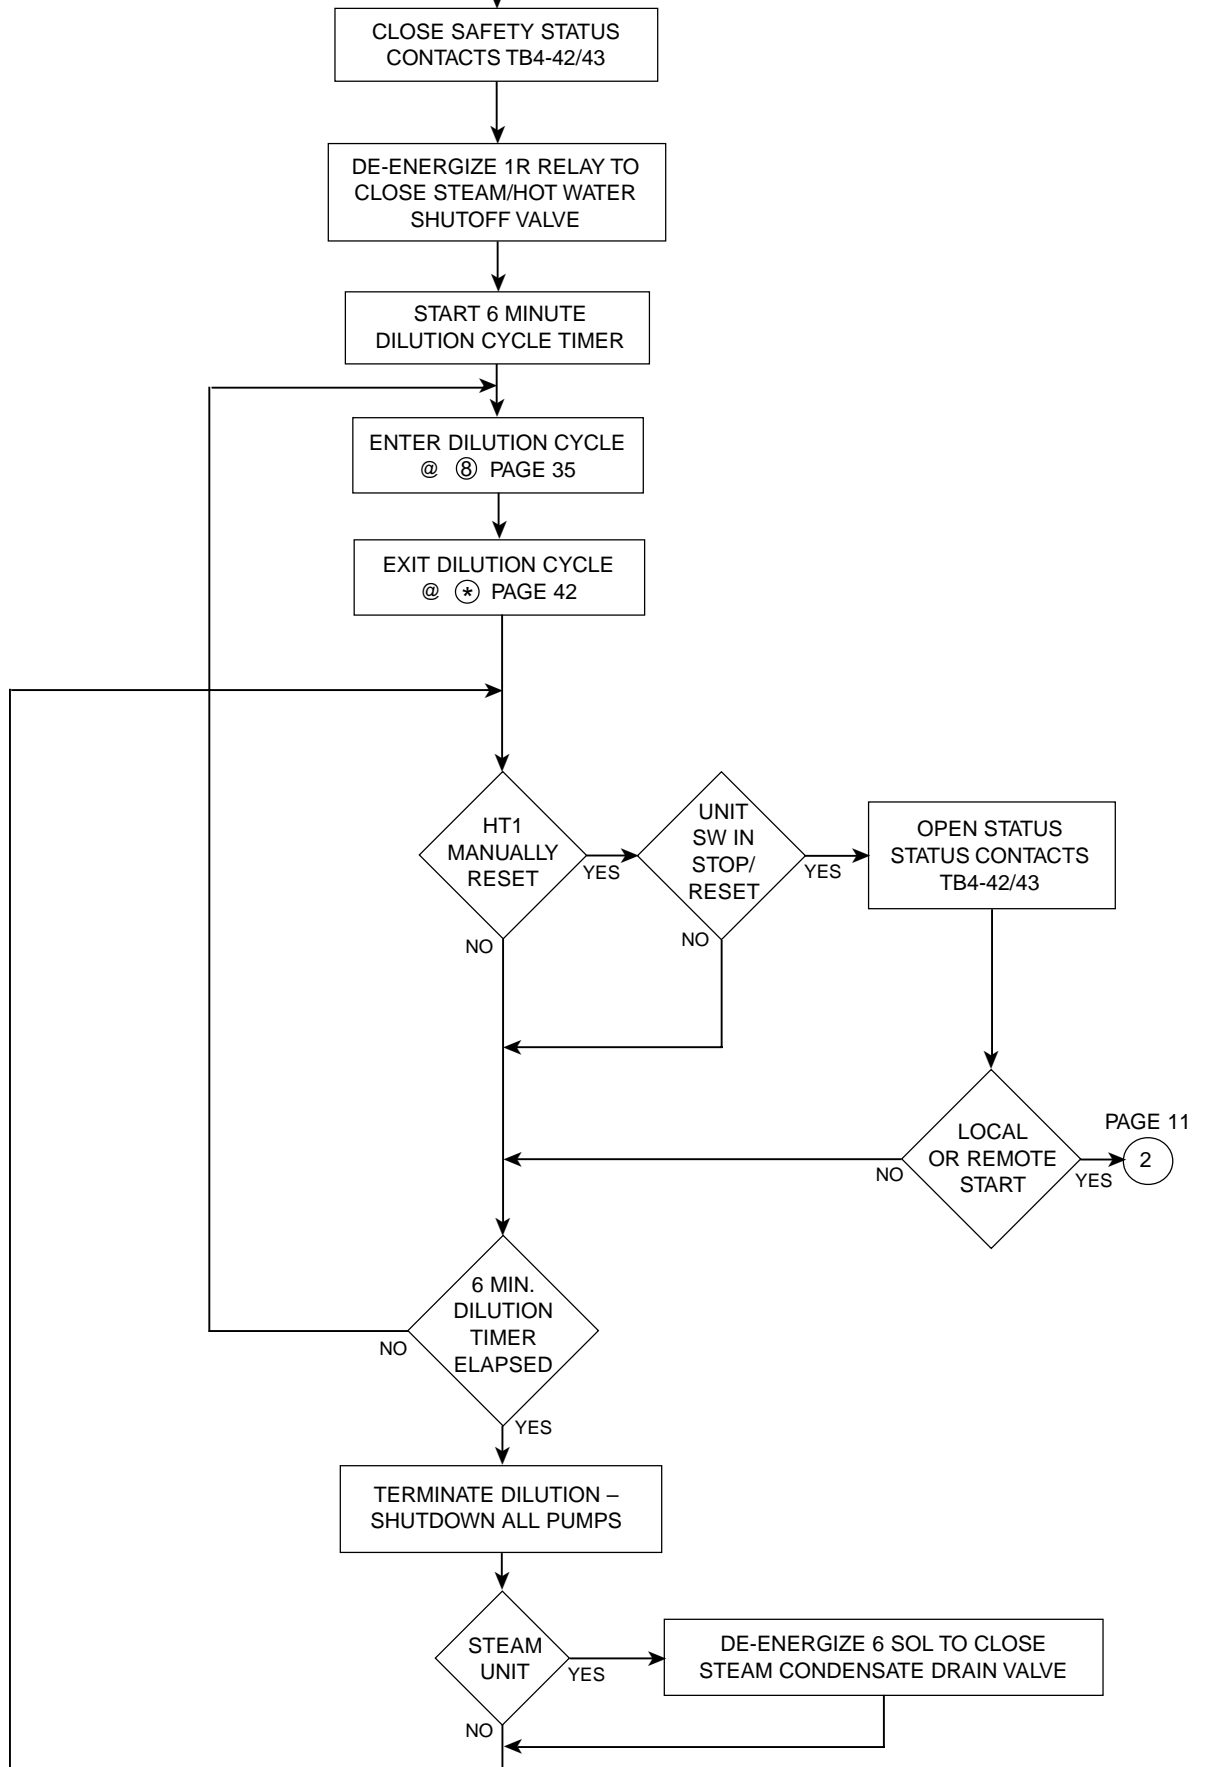 CLOSE SAFETY STATUS
CONTACTS TB4-42/43
DE-ENERGIZE 1R RELAY TO
CLOSE STEAM/HOT WATER
SHUTOFF VALVE
START 6 MINUTE
DILUTION CYCLE TIMER
ENTER DILUTION CYCLE
@ ⑧ PAGE 35
EXIT DILUTION CYCLE
@ * PAGE 42
HT1
MANUALLY
RESET
YES
NO
UNIT
SW IN
STOP/
RESET
YES
NO
OPEN STATUS
STATUS CONTACTS
TB4-42/43
LOCAL
OR REMOTE
START
NO
YES
PAGE 11
2
6 MIN.
DILUTION
TIMER
ELAPSED
NO
YES
TERMINATE DILUTION –
SHUTDOWN ALL PUMPS
STEAM
UNIT
YES
NO
DE-ENERGIZE 6 SOL TO CLOSE
STEAM CONDENSATE DRAIN VALVE